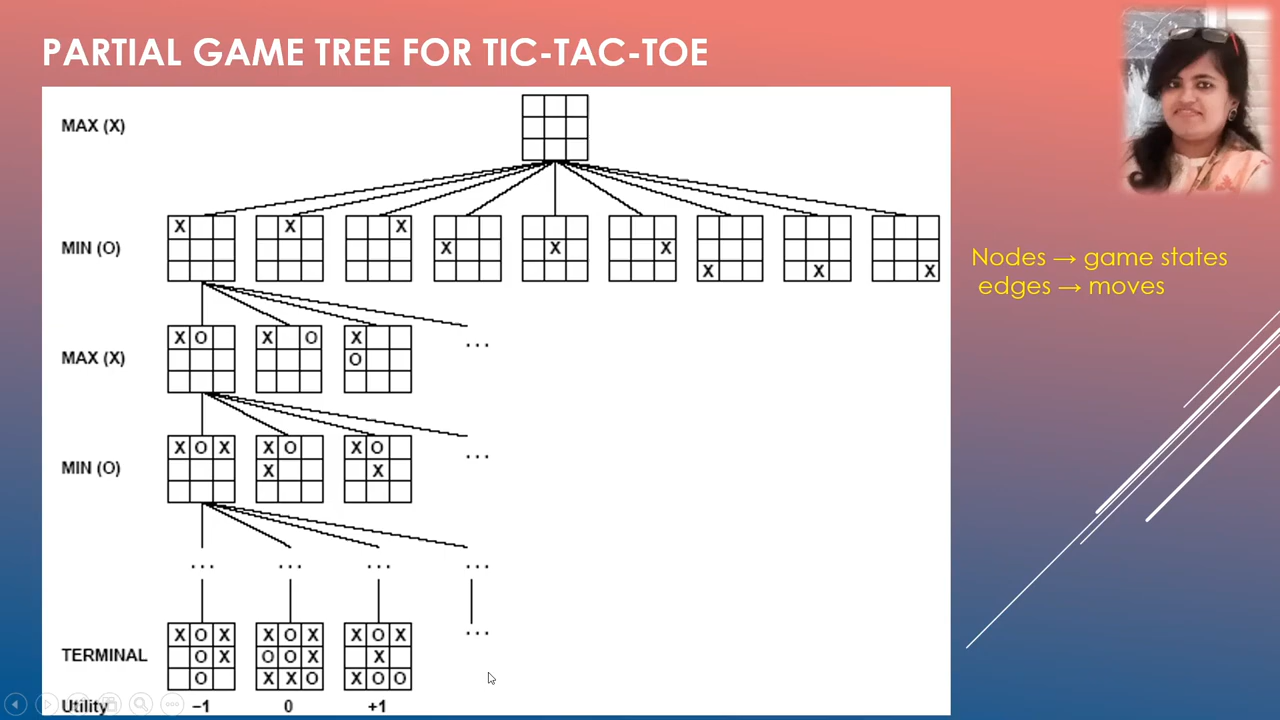 PARTIAL GAME TREE FOR TIC-TAC-TOE
MAX (X)
X X X X X X X X X
MIN (O)
Nodes → game states
edges → moves
X O X O X
MAX (X) ...
O
X O X X O X O
MIN (O) X X ...
... ... ... ...
X O X X O X X O X ...
TERMINAL O X O O X X
O X X O X O O
Utility −1 0 +1